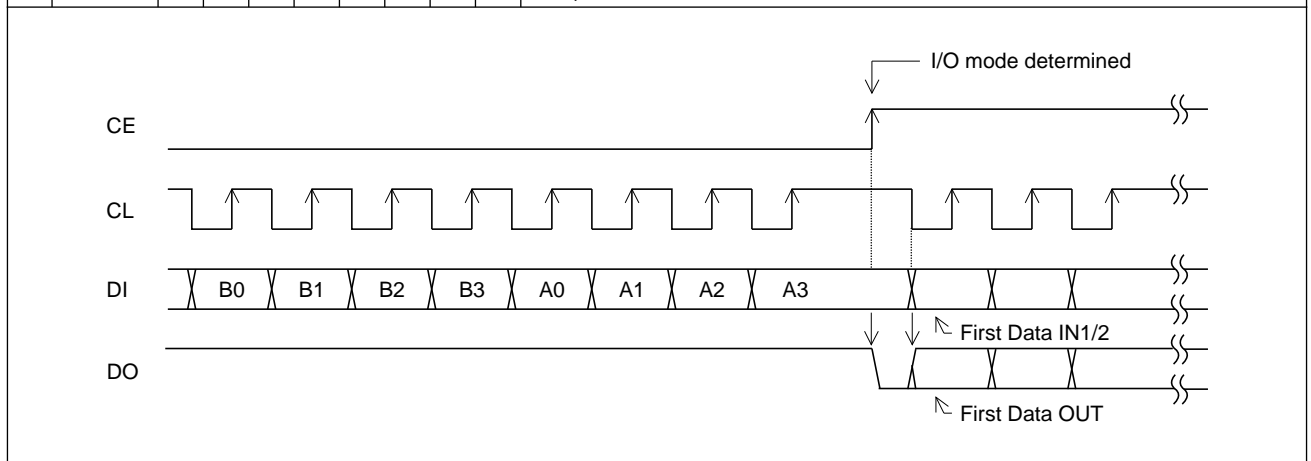 I/O mode determined
CE
CL
DI B0 B1 B2 B3 A0 A1 A2 A3
First Data IN1/2
DO
First Data OUT